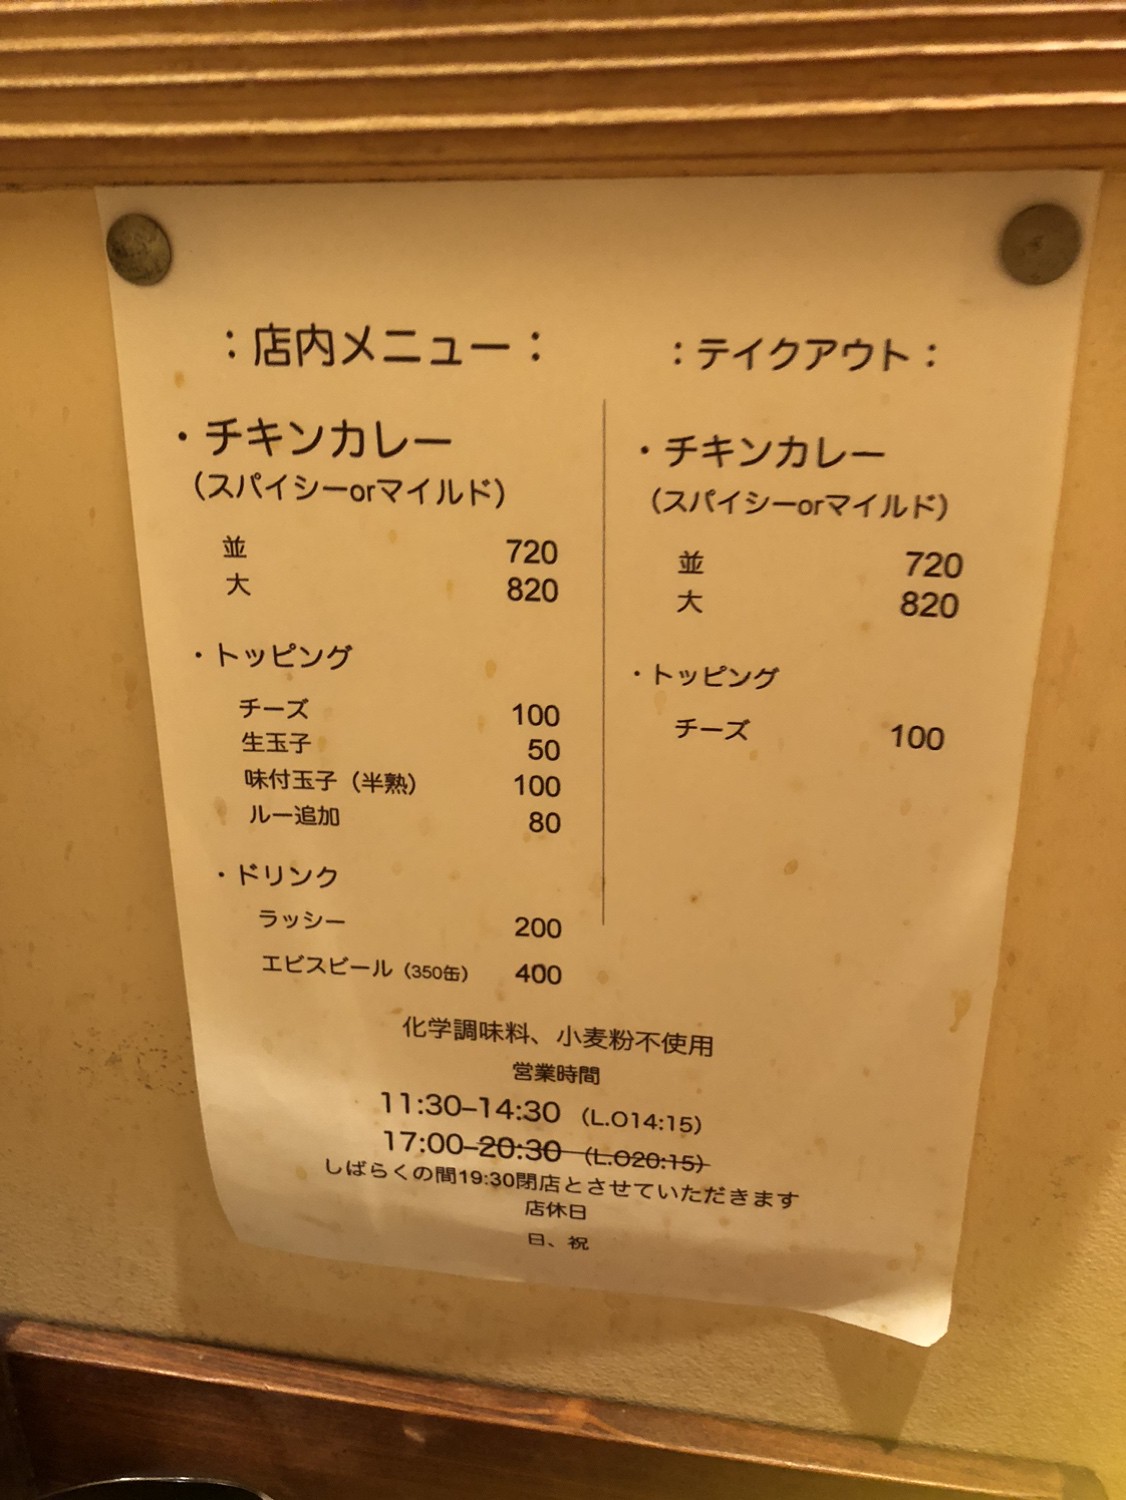 ：店内メニュー：
・チキンカレー
（スパイシーorマイルド）
並 720
大 820
・トッピング
チーズ 100
生玉子 50
味付玉子（半熟） 100
ルー追加 80
・ドリンク
ラッシー 200
エビスビール（350缶） 400
：テイクアウト：
・チキンカレー
（スパイシーorマイルド）
並 720
大 820
・トッピング
チーズ 100
化学調味料、小麦粉不使用
営業時間
11:30–14:30 （L.O14:15）
17:00–20:30 （L.O20:15）
しばらくの間19:30閉店とさせていただきます
店休日
日、祝